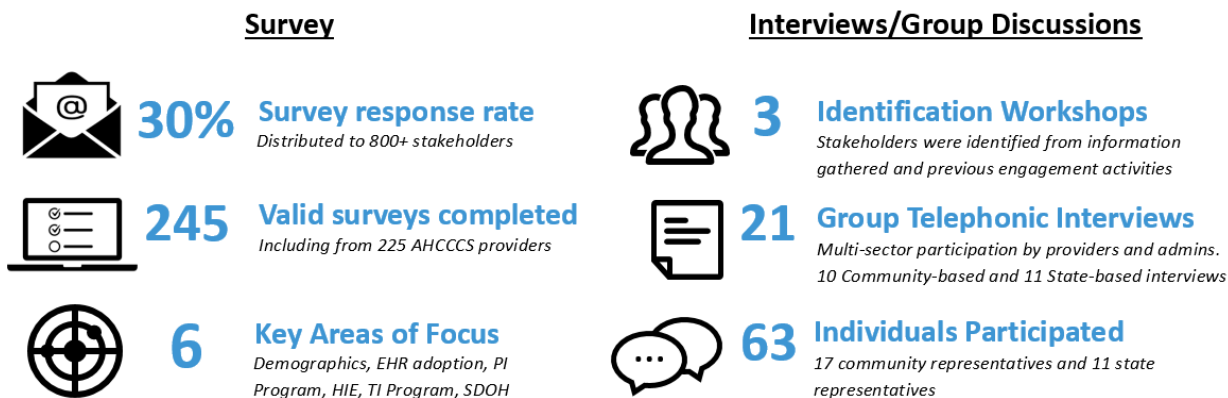 Survey
@
30%
Survey response rate
Distributed to 800+ stakeholders
245
Valid surveys completed
Including from 225 AHCCCS providers
6
Key Areas of Focus
Demographics, EHR adoption, PI
Program, HIE, TI Program, SDOH
Interviews/Group Discussions
3
Identification Workshops
Stakeholders were identified from information
gathered and previous engagement activities
21
Group Telephonic Interviews
Multi-sector participation by providers and admins.
10 Community-based and 11 State-based interviews
63
Individuals Participated
17 community representatives and 11 state
representatives